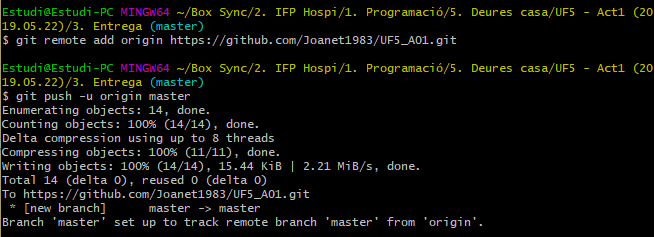 Estudi@Estudi-PC MINGW64 ~/Box Sync/2. IFP Hospi/1. Programació/5. Deures casa/UF5 - Act1 (20
19.05.22)/3. Entrega (master)
$ git remote add origin https://github.com/Joanet1983/UF5_A01.git

Estudi@Estudi-PC MINGW64 ~/Box Sync/2. IFP Hospi/1. Programació/5. Deures casa/UF5 - Act1 (20
19.05.22)/3. Entrega (master)
$ git push -u origin master
Enumerating objects: 14, done.
Counting objects: 100% (14/14), done.
Delta compression using up to 8 threads
Compressing objects: 100% (11/11), done.
Writing objects: 100% (14/14), 15.44 KiB | 2.21 MiB/s, done.
Total 14 (delta 0), reused 0 (delta 0)
To https://github.com/Joanet1983/UF5_A01.git
 * [new branch]      master -> master
Branch 'master' set up to track remote branch 'master' from 'origin'.